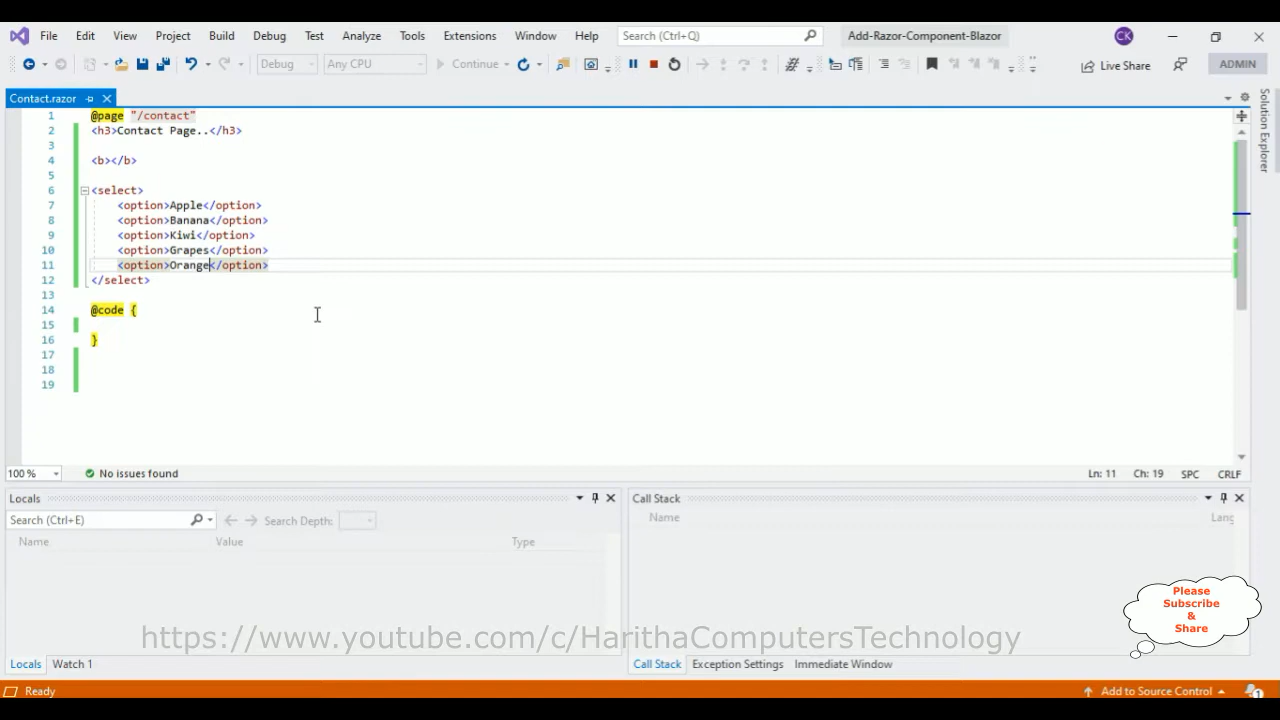 File Edit View Project Build Debug Test Analyze Tools Extensions Window Help Search (Ctrl+Q) Add-Razor-Component-Blazor CK
Debug Any CPU Continue Live Share ADMIN
Contact.razor
Solution Explorer
1 @page "/contact"
2 <h3>Contact Page..</h3>
3
4 <b></b>
5
6 <select>
7 <option>Apple</option>
8 <option>Banana</option>
9 <option>Kiwi</option>
10 <option>Grapes</option>
11 <option>Orange</option>
12 </select>
13
14 @code {
15
16 }
17
18
19
100 % No issues found Ln: 11 Ch: 19 SPC CRLF
Locals
Search (Ctrl+E) Search Depth:
Name Value Type
Call Stack
Name Lang
Please
Subscribe
&
Share
https://www.youtube.com/c/HarithaComputersTechnology
Locals Watch 1
Call Stack Exception Settings Immediate Window
Ready Add to Source Control 1